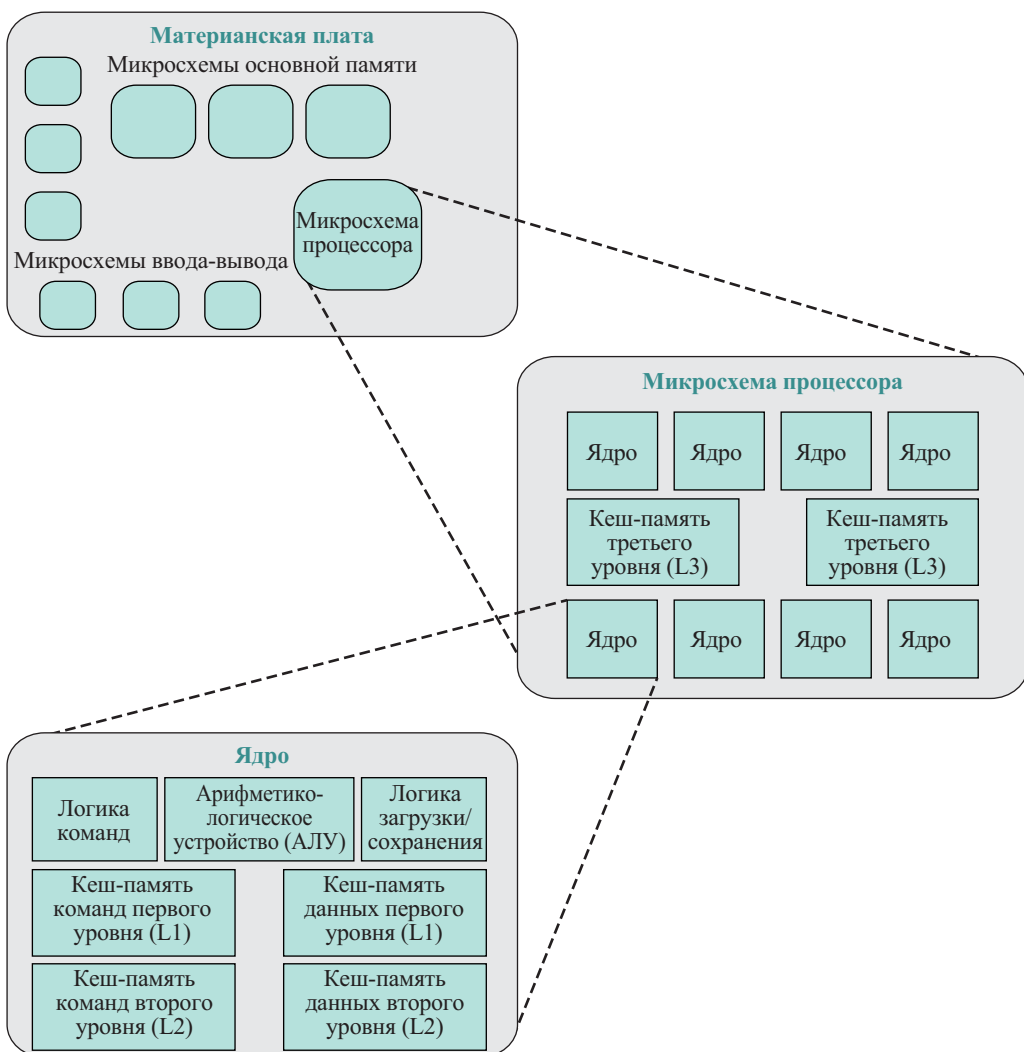 Материанская плата
Микросхемы основной памяти
Микросхема
процессора
Микросхемы ввода-вывода
Микросхема процессора
Ядро
Ядро
Ядро
Ядро
Кеш-память
третьего
уровня (L3)
Кеш-память
третьего
уровня (L3)
Ядро
Ядро
Ядро
Ядро
Ядро
Логика
команд
Арифметико-
логическое
устройство (АЛУ)
Логика
загрузки/
сохранения
Кеш-память
команд первого
уровня (L1)
Кеш-память
данных первого
уровня (L1)
Кеш-память
команд второго
уровня (L2)
Кеш-память
данных второго
уровня (L2)